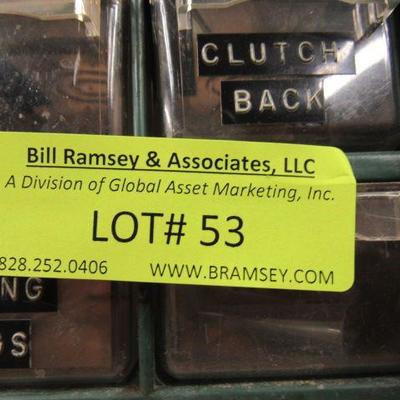 CLUTCH
BACK
Bill Ramsey & Associates, LLC
A Division of Global Asset Marketing, Inc.
LOT# 53
828.252.0406 WWW.BRAMSEY.COM
NG
GS